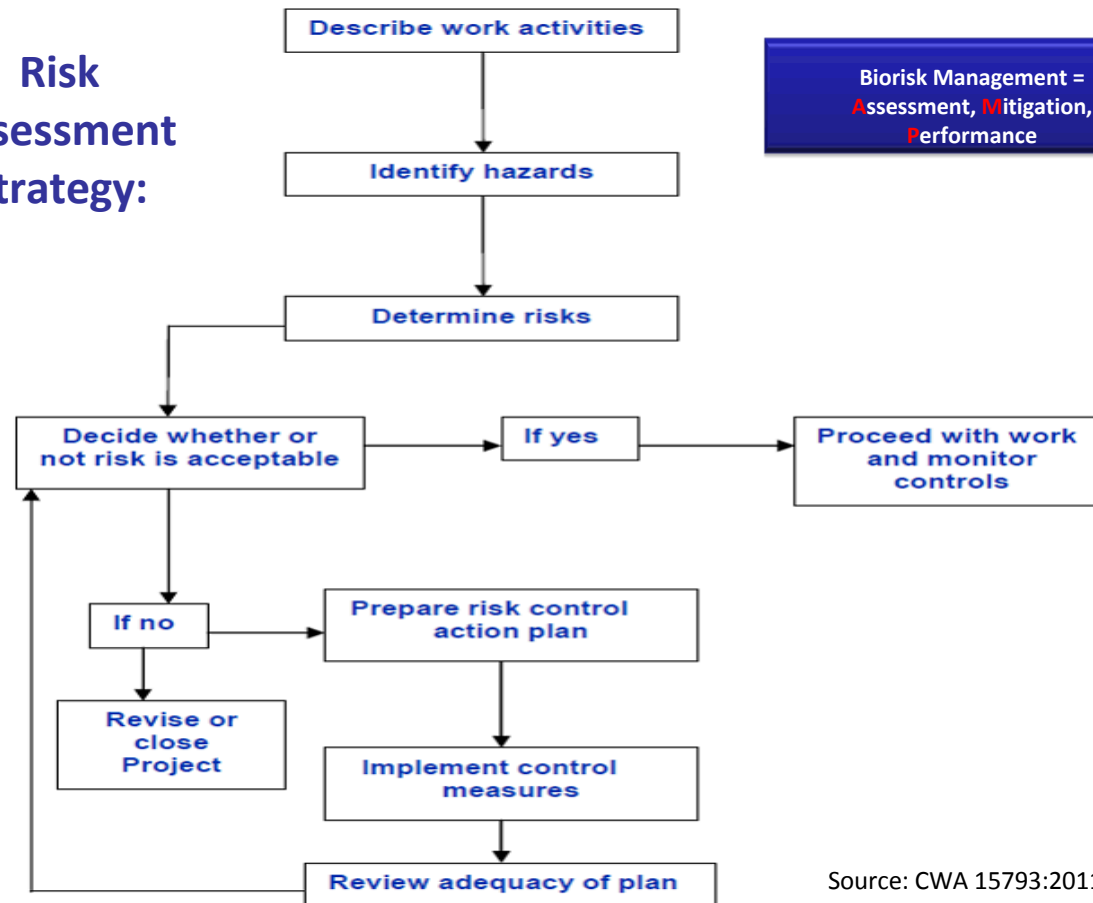 Describe work activities
Risk
sessment
trategy:
Biorisk Management =
Assessment, Mitigation,
Performance
Identify hazards
Determine risks
Decide whether or
not risk is acceptable
If yes
Proceed with work
and monitor
controls
If no
Prepare risk control
action plan
Revise or
close
Project
Implement control
measures
Review adequacy of plan
Source: CWA 15793:2011